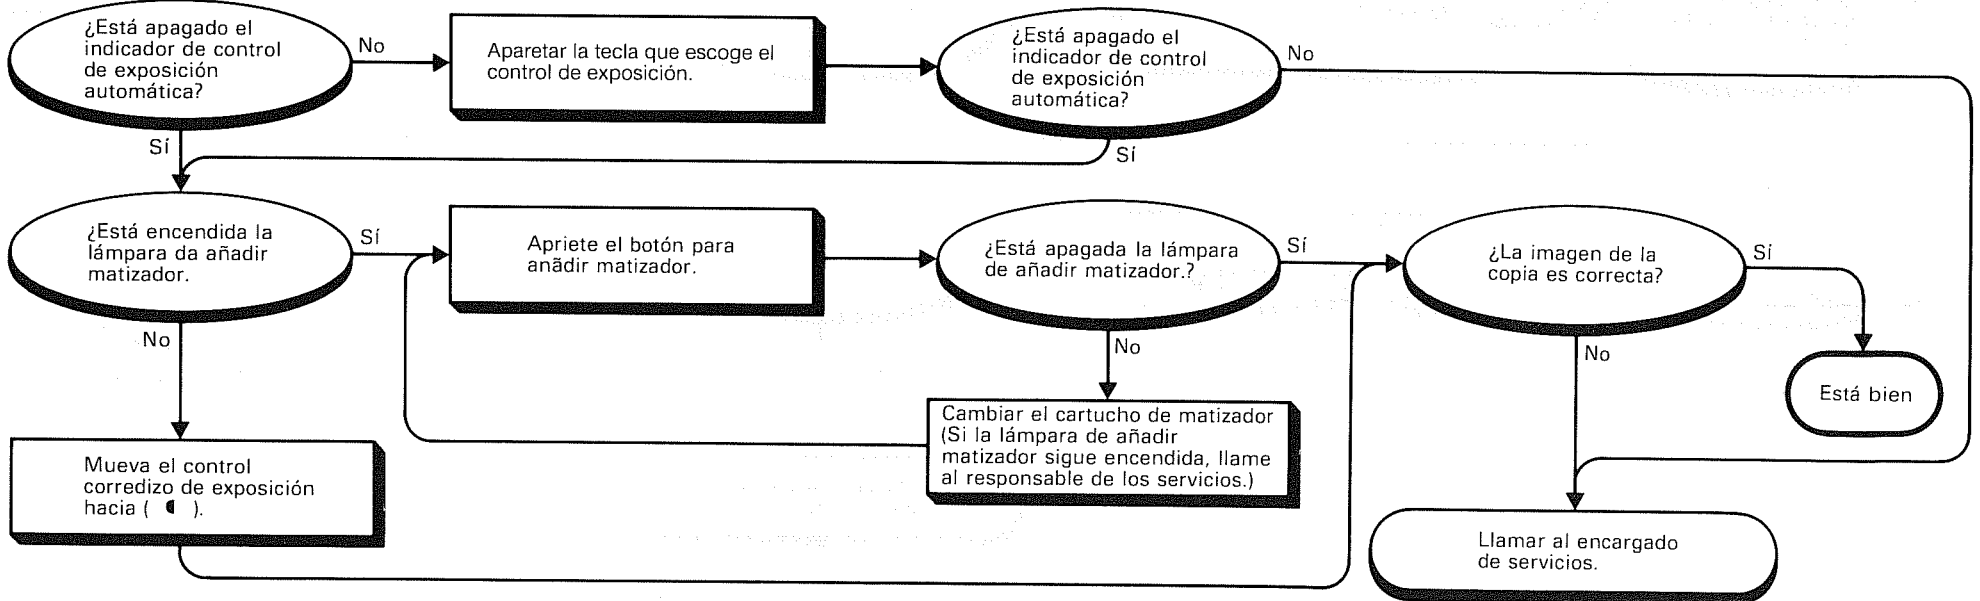 ¿Está apagado el
indicador de control
de exposición
automática?
No
Aparetar la tecla que escoge el
control de exposición.
¿Está apagado el
indicador de control
de exposición
automática?
No
Sí
Sí
¿Está encendida la
lámpara da añadir
matizador.
Sí
Apriete el botón para
anãdir matizador.
¿Está apagada la lámpara
de añadir matizador.?
Sí
¿La imagen de la
copia es correcta?
Sí
No
No
No
Está bien
Cambiar el cartucho de matizador
(Si la lámpara de añadir
matizador sigue encendida, llame
al responsable de los servicios.)
Mueva el control
corredizo de exposición
hacia ( ).
Llamar al encargado
de servicios.